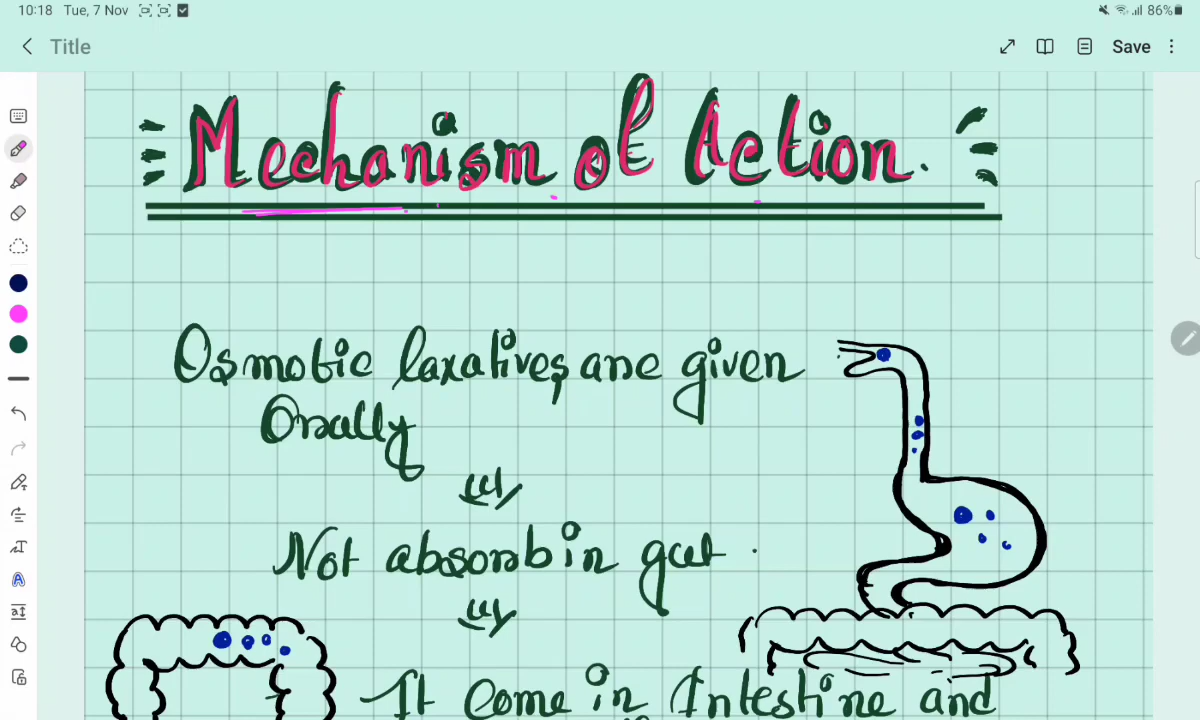 10:18 Tue, 7 Nov 86%
Title Save
Mechanism of Action.
Osmotic laxatives are given
Orally
Not absorb in gut
It come in Intestine and